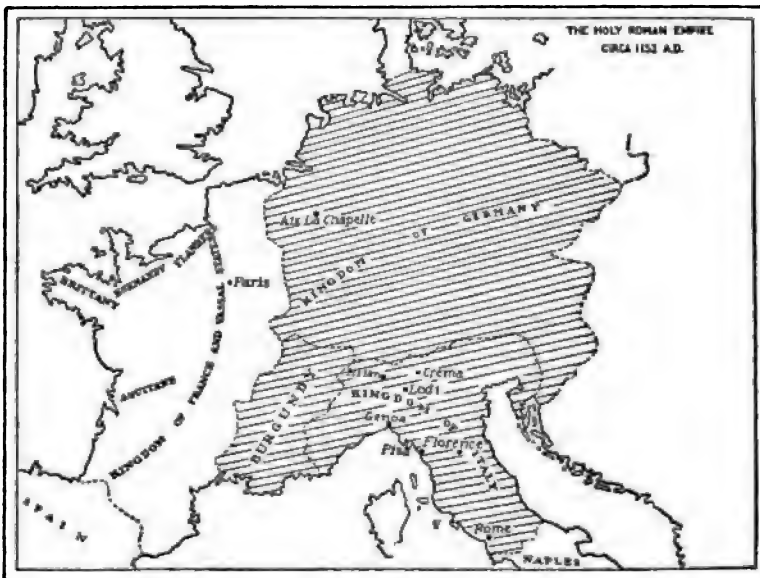 THE HOLY ROMAN EMPIRE
CIRCA 1152 A.D.
Aix La Chapelle
KINGDOM OF GERMANY
BRITTANY
NORMANDY
FLANDERS
Paris
KINGDOM OF FRANCE AND VASSAL STATES
AQUITANE
BURGUNDY
Milan
Crema
Lodi
KINGDOM OF ITALY
Genoa
Pisa
Florence
Rome
NAPLES
SPAIN